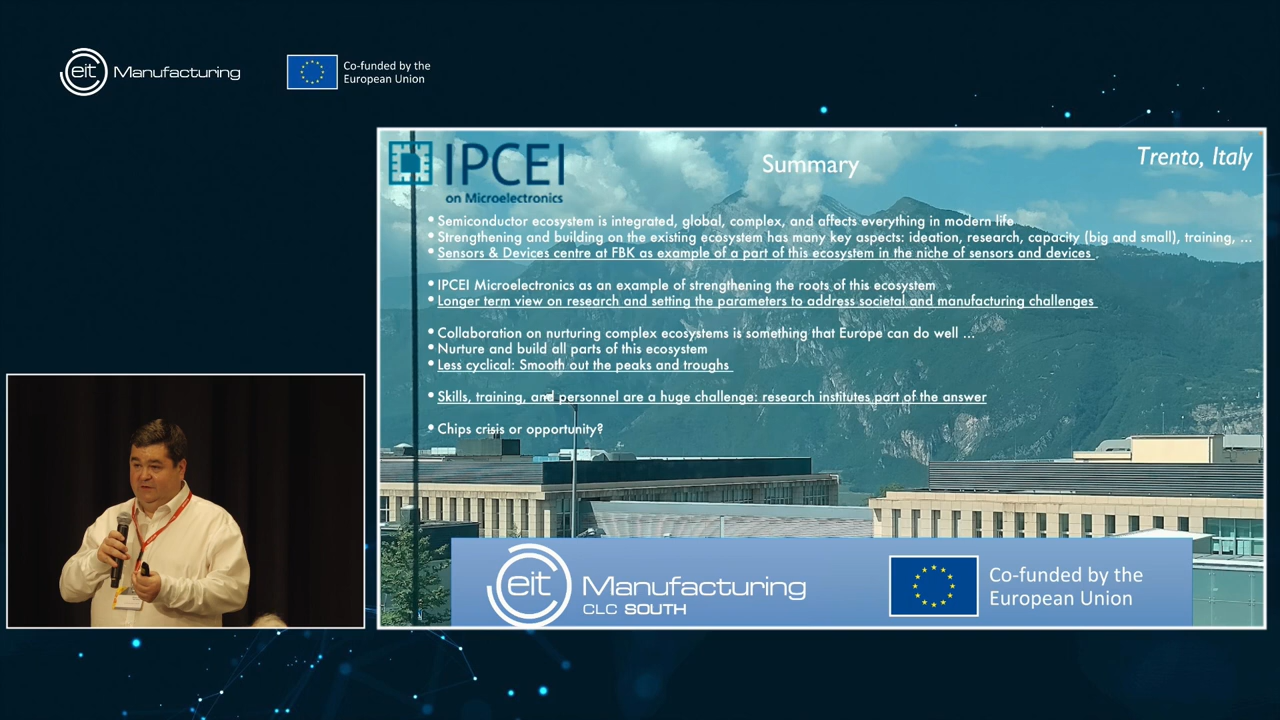 eit Manufacturing
Co-funded by the
European Union
IPCEI
on Microelectronics
Summary
Trento, Italy
• Semiconductor ecosystem is integrated, global, complex, and affects everything in modern life
• Strengthening and building on the existing ecosystem has many key aspects: ideation, research, capacity (big and small), training, ...
• Sensors & Devices centre at FBK as example of a part of this ecosystem in the niche of sensors and devices .
• IPCEI Microelectronics as an example of strengthening the roots of this ecosystem
• Longer term view on research and setting the parameters to address societal and manufacturing challenges
• Collaboration on nurturing complex ecosystems is something that Europe can do well ...
• Nurture and build all parts of this ecosystem
• Less cyclical: Smooth out the peaks and troughs
• Skills, training, and personnel are a huge challenge: research institutes part of the answer
• Chips crisis or opportunity?
eit Manufacturing
CLC SOUTH
Co-funded by the
European Union